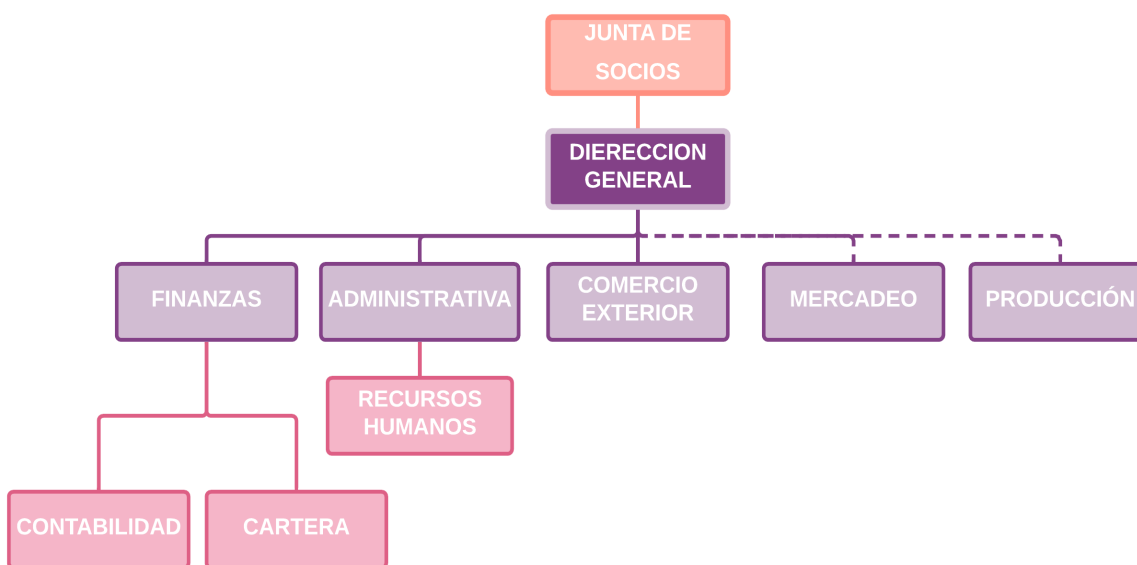 JUNTA DE
SOCIOS
DIERECCION
GENERAL
FINANZAS
ADMINISTRATIVA
COMERCIO
EXTERIOR
MERCADEO
PRODUCCIÓN
RECURSOS
HUMANOS
CONTABILIDAD
CARTERA